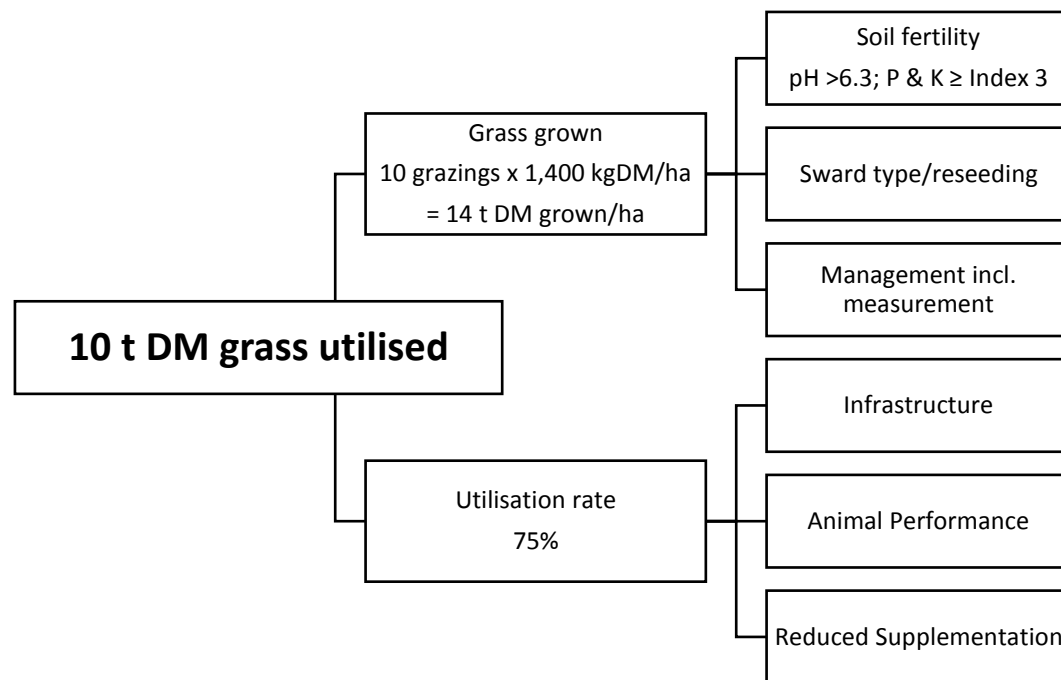 10 t DM grass utilised
Grass grown
10 grazings x 1,400 kgDM/ha
= 14 t DM grown/ha
Soil fertility
pH >6.3; P & K ≥ Index 3
Sward type/reseeding
Management incl.
measurement
Utilisation rate
75%
Infrastructure
Animal Performance
Reduced Supplementation